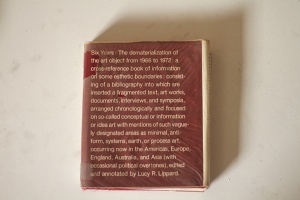 Six Years: The dematerialization of
the art object from 1966 to 1972: a
cross-reference book of information
on some esthetic boundaries: consist-
ing of a bibliography into which are
inserted a fragmented text, art works,
documents, interviews, and symposia,
arranged chronologically and focused
on so-called conceptual or information
or idea art with mentions of such vague-
ly designated areas as minimal, anti-
form, systems, earth, or process art,
occurring now in the Americas, Europe,
England, Australia, and Asia (with
occasional political overtones), edited
and annotated by Lucy R. Lippard.